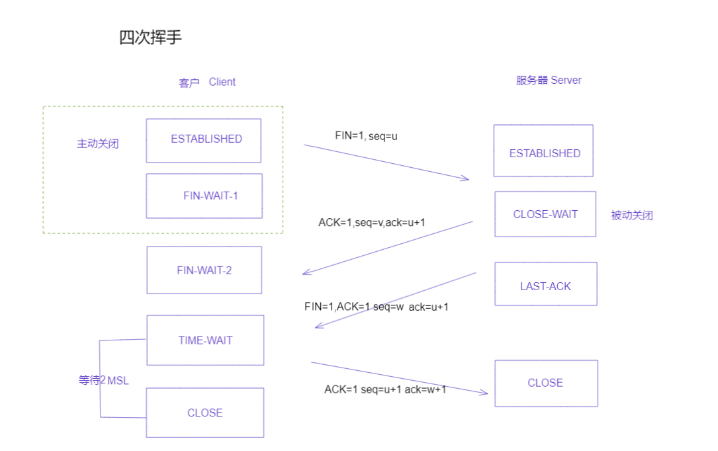 四次挥手
客户 Client
服务器 Server
主动关闭
ESTABLISHED
FIN=1, seq=u
ESTABLISHED
FIN-WAIT-1
ACK=1,seq=v,ack=u+1
CLOSE-WAIT
被动关闭
FIN-WAIT-2
LAST-ACK
FIN=1,ACK=1 seq=w ack=u+1
TIME-WAIT
等待2MSL
ACK=1 seq=u+1 ack=w+1
CLOSE
CLOSE